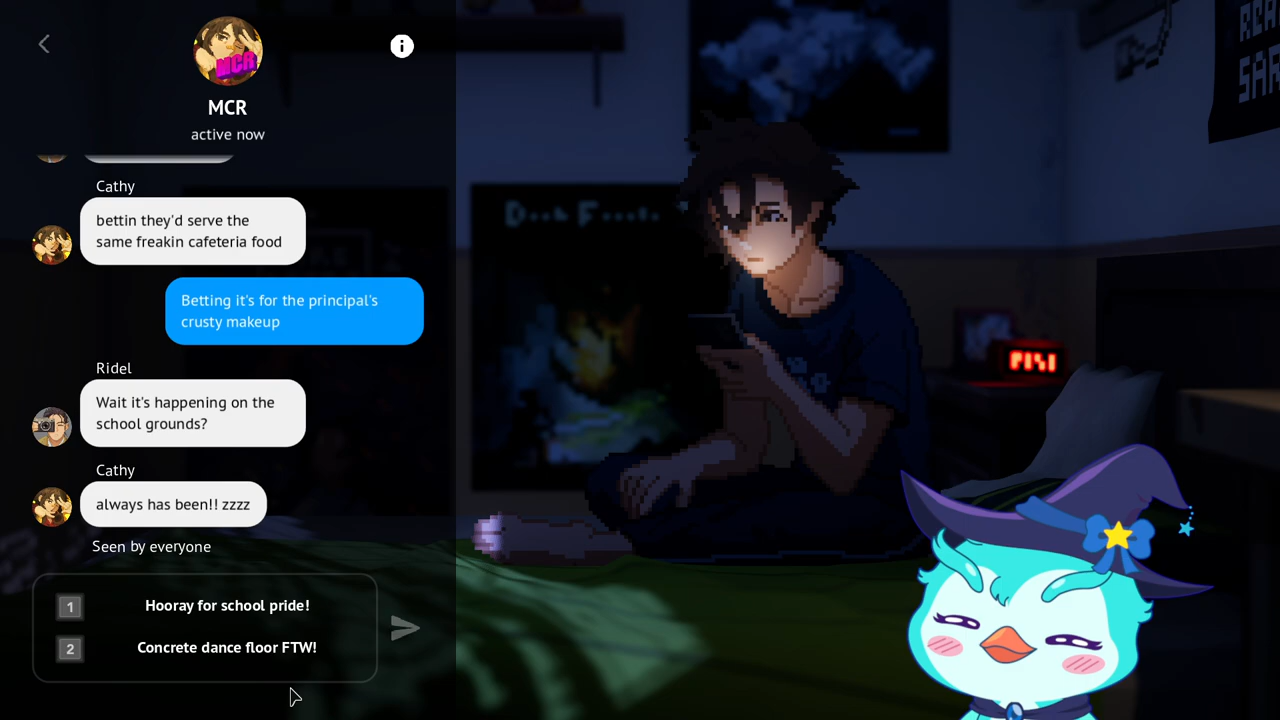 MCR
MCR
active now
Cathy
bettin they'd serve the
same freakin cafeteria food
Betting it's for the principal's
crusty makeup
Ridel
Wait it's happening on the
school grounds?
Cathy
always has been!! zzzz
Seen by everyone
1 Hooray for school pride!
2 Concrete dance floor FTW!